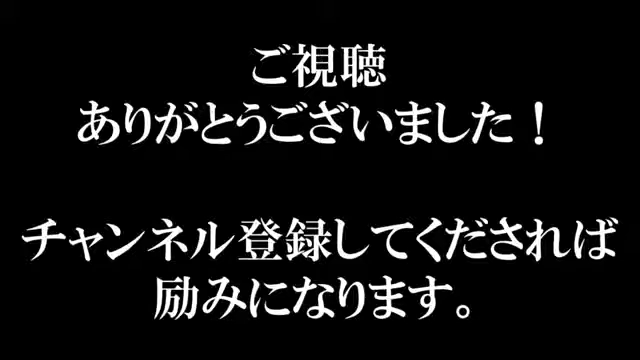 ご視聴
ありがとうございました！
チャンネル登録してくだされば
励みになります。